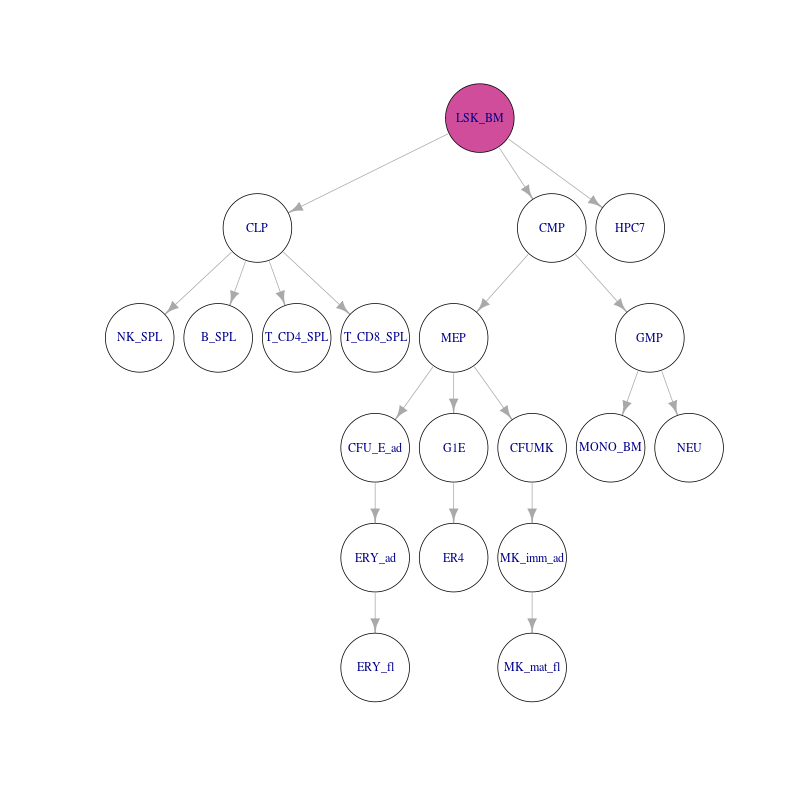 LSK_BM
CLP
CMP
HPC7
NK_SPL
B_SPL
T_CD4_SPL
T_CD8_SPL
MEP
GMP
CFU_E_ad
G1E
CFUMK
MONO_BM
NEU
ERY_ad
ER4
MK_imm_ad
ERY_fl
MK_mat_fl